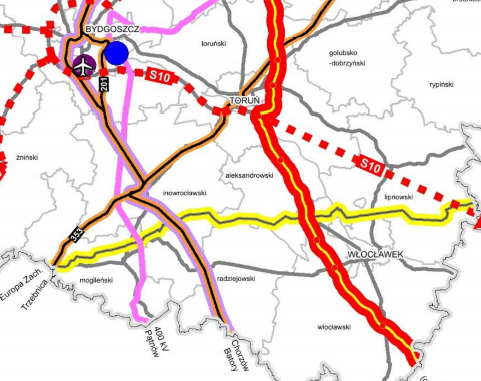 BYDGOSZCZ
toruński
golubsko
-dobrzyński
rypiński
201
S10
TORUŃ
żniński
aleksandrowski
S10
inowrocławski
lipnowski
353
WŁOCŁAWEK
Europa Zach.
Trzebnica
mogileński
radziejowski
włocławski
400 kV
Pątnów
Chorzów
Batory